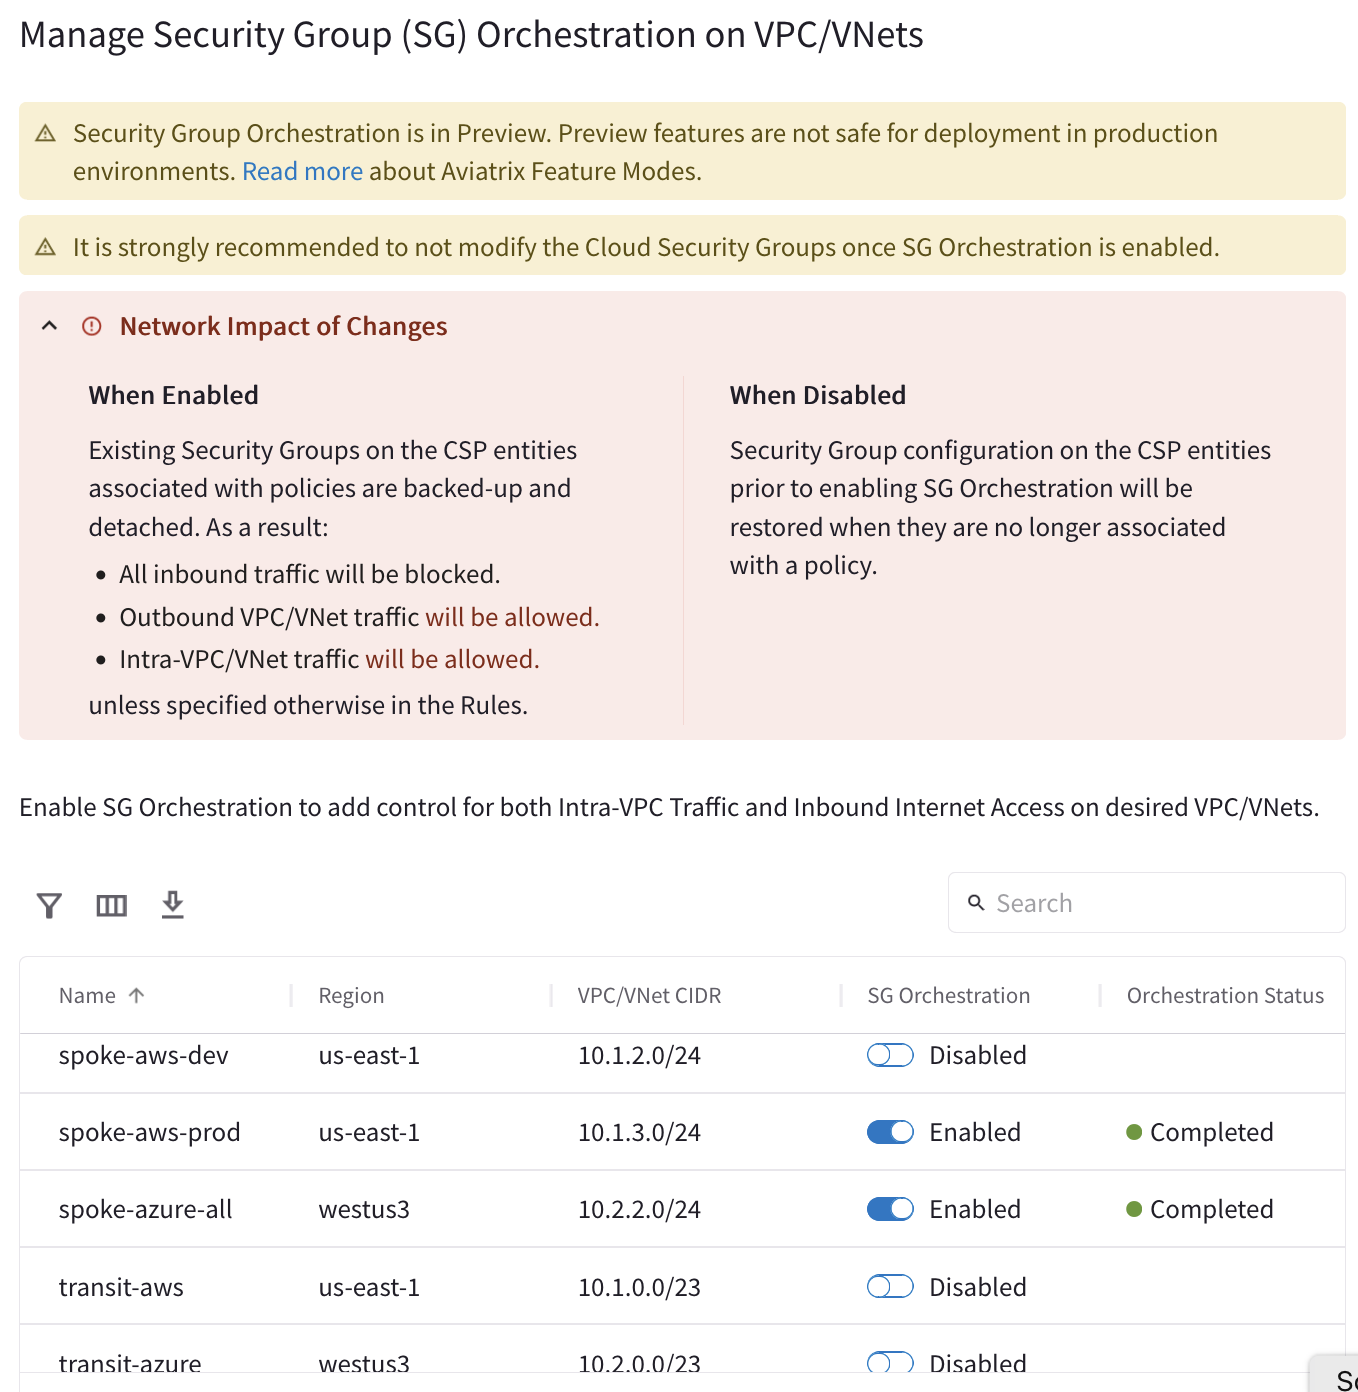 Manage Security Group (SG) Orchestration on VPC/VNets
Security Group Orchestration is in Preview. Preview features are not safe for deployment in production
environments. Read more about Aviatrix Feature Modes.
It is strongly recommended to not modify the Cloud Security Groups once SG Orchestration is enabled.
Network Impact of Changes
When Enabled
Existing Security Groups on the CSP entities
associated with policies are backed-up and
detached. As a result:
• All inbound traffic will be blocked.
• Outbound VPC/VNet traffic will be allowed.
• Intra-VPC/VNet traffic will be allowed.
unless specified otherwise in the Rules.
When Disabled
Security Group configuration on the CSP entities
prior to enabling SG Orchestration will be
restored when they are no longer associated
with a policy.
Enable SG Orchestration to add control for both Intra-VPC Traffic and Inbound Internet Access on desired VPC/VNets.
Search
Name Region VPC/VNet CIDR SG Orchestration Orchestration Status
spoke-aws-dev us-east-1 10.1.2.0/24 Disabled
spoke-aws-prod us-east-1 10.1.3.0/24 Enabled Completed
spoke-azure-all westus3 10.2.2.0/24 Enabled Completed
transit-aws us-east-1 10.1.0.0/23 Disabled
transit-azure westus3 10.2.0.0/23 Disabled